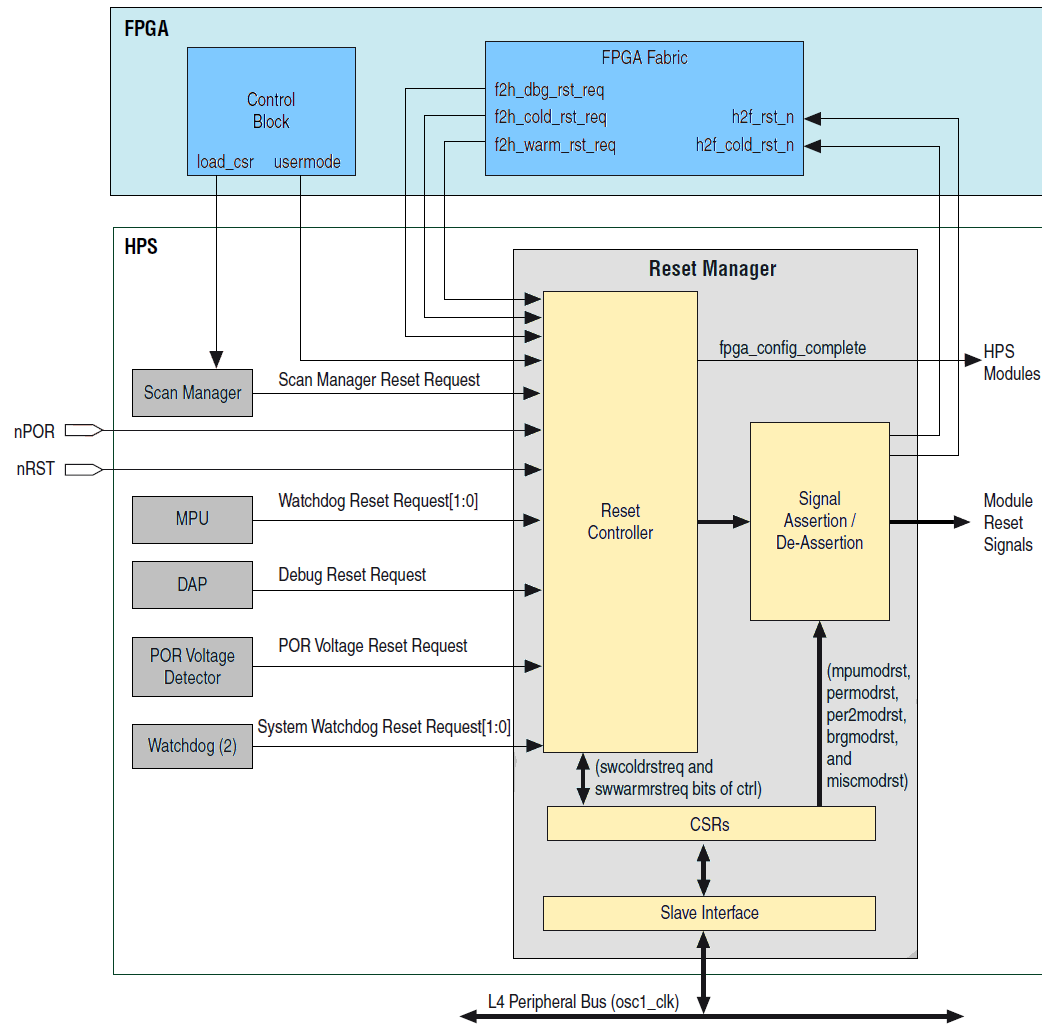 FPGA
Control
Block
load_csr
usermode
FPGA Fabric
f2h_dbg_rst_req
f2h_cold_rst_req
f2h_warm_rst_req
h2f_rst_n
h2f_cold_rst_n
HPS
Reset Manager
fpga_config_complete
HPS
Modules
Scan Manager
Scan Manager Reset Request
nPOR
nRST
MPU
Watchdog Reset Request[1:0]
Reset
Controller
Signal
Assertion /
De-Assertion
Module
Reset
Signals
DAP
Debug Reset Request
POR Voltage
Detector
POR Voltage Reset Request
Watchdog (2)
System Watchdog Reset Request[1:0]
(mpumodrst,
permodrst,
per2modrst,
brgmodrst,
and
miscmodrst)
(swcoldrstreq and
swwarmrstreq bits of ctrl)
CSRs
Slave Interface
L4 Peripheral Bus (osc1_clk)